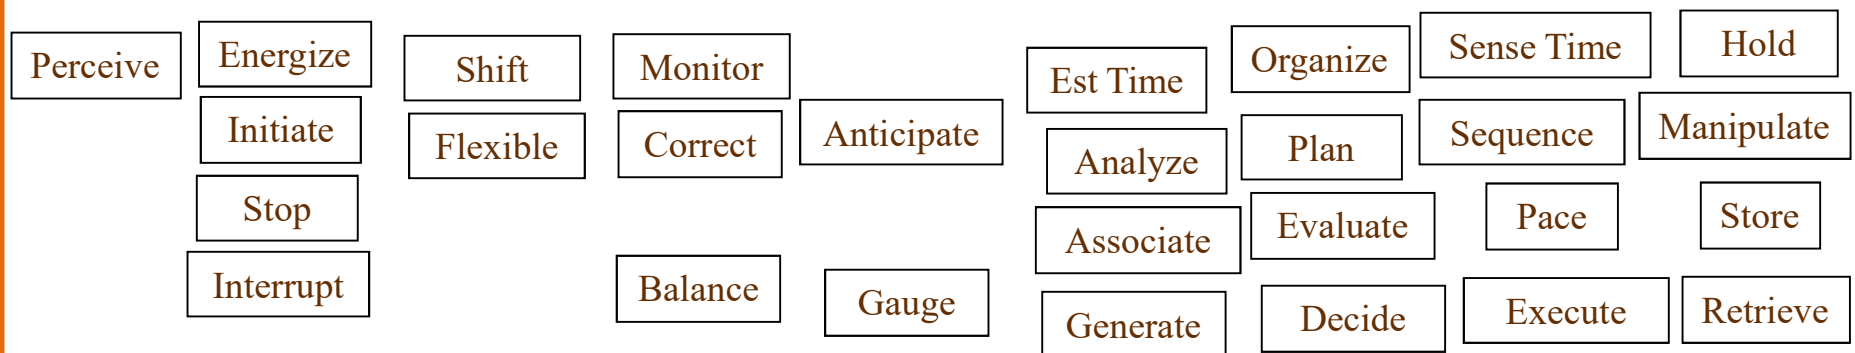 Perceive
Energize
Initiate
Stop
Interrupt
Shift
Flexible
Monitor
Correct
Balance
Anticipate
Gauge
Est Time
Analyze
Associate
Generate
Organize
Plan
Evaluate
Decide
Sense Time
Sequence
Pace
Execute
Hold
Manipulate
Store
Retrieve